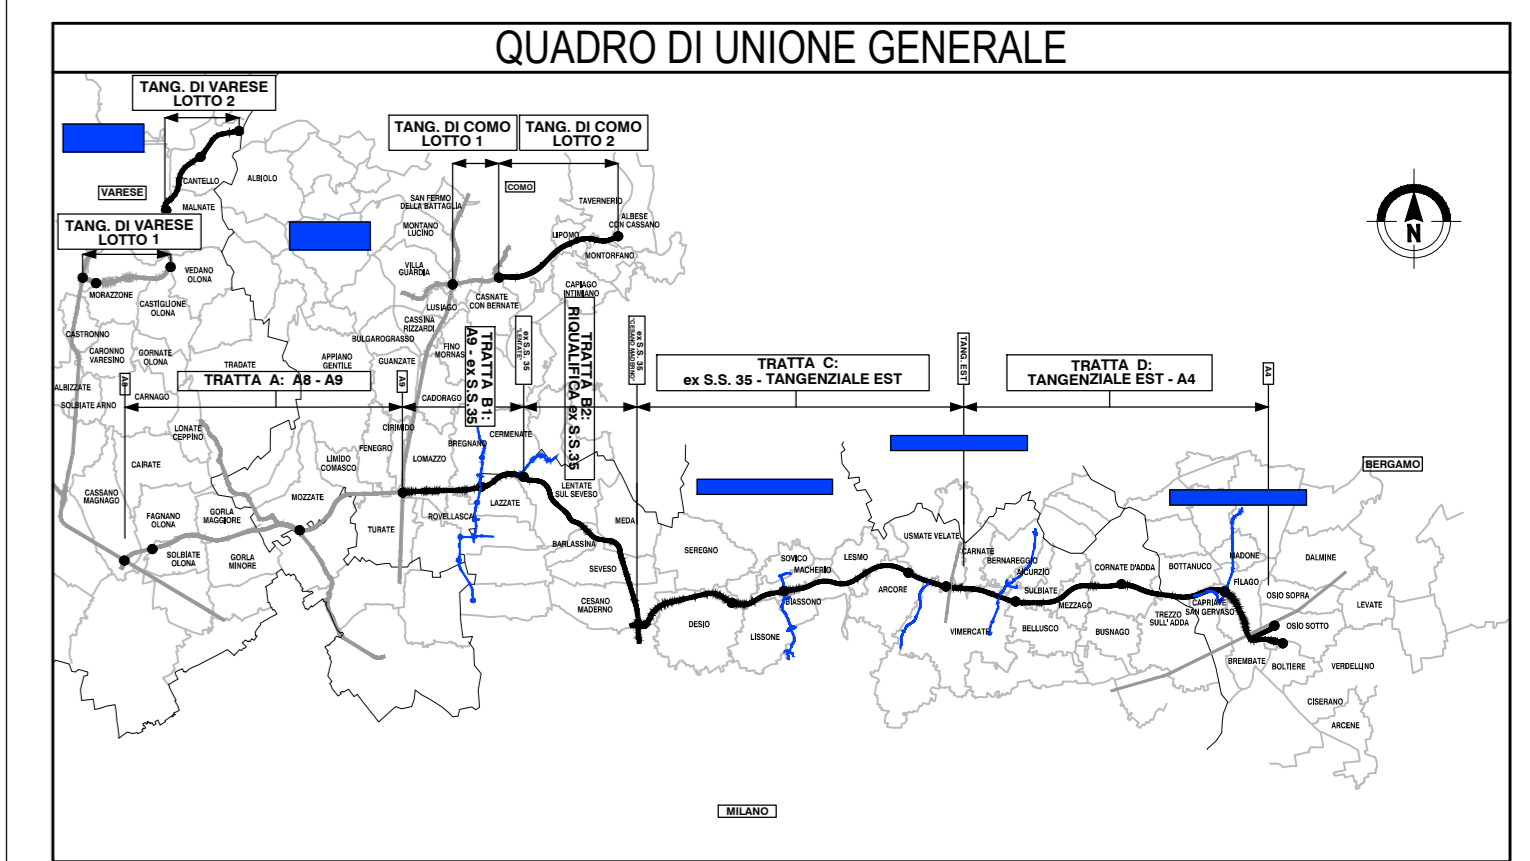 QUADRO DI UNIONE GENERALE
TANG. DI VARESE
LOTTO 2
TANG. DI COMO
LOTTO 1
TANG. DI COMO
LOTTO 2
CANTELLO
ALBIOLO
VARESE
MALNATE
COMO
SAN FERMO
DELLA BATTAGLIA
TAVERNERIO
ALBESE
CON CASSANO
TANG. DI VARESE
LOTTO 1
MONTANO
LUCINO
LIPOMO
MONTORFANO
N
VEDANO
OLONA
VILLA
GUARDIA
MORAZZONE
CASTIGLIONE
OLONA
LUSIAGO
CASNATE
CON BERNATE
CAPIAGO
INTIMIANO
CASTRONNO
CASSINA
RIZZARDI
BULGAROGRASSO
FINO
MORNAS
CARONNO
VARESINO
GORNATE
OLONA
TRADATE
APPIANO
GENTILE
GUANZATE
TRATTA B1:
A9 - ex S.S.35
ex S.S. 35
"LENTATE"
TRATTA B2:
RIQUALIFICA ex S.S.35
ex S.S. 35
"CESANO MADERNO"
TRATTA C:
ex S.S. 35 - TANGENZIALE EST
TANG. EST
TRATTA D:
TANGENZIALE EST - A4
A4
ALBIZZATE
A8
TRATTA A: A8 - A9
A9
SOLBIATE ARNO
CARNAGO
CADORAGO
LONATE
CEPPINO
CIRIMIDO
FENEGRO
BREGNANO
CERMENATE
LOMAZZO
CAIRATE
LIMIDO
COMASCO
BERGAMO
CASSANO
MAGNAGO
MOZZATE
LENTATE
SUL SEVESO
LAZZATE
FAGNANO
OLONA
GORLA
MAGGIORE
TURATE
ROVELLASCA
MEDA
BARLASSINA
SOLBIATE
OLONA
GORLA
MINORE
SEVESO
SEREGNO
SOVICO
MACHERIO
LESMO
USMATE VELATE
CARNATE
BERNAREGGIO
AICURZIO
CORNATE D'ADDA
BOTTANUCO
MADONE
DALMINE
FILAGO
CESANO
MADERNO
BIASSONO
ARCORE
SULBIATE
MEZZAGO
CAPRIATE
SAN GERVASO
OSIO SOPRA
LEVATE
DESIO
LISSONE
VIMERCATE
BELLUSCO
BUSNAGO
TREZZO
SULL' ADDA
OSIO SOTTO
BREMBATE
BOLTIERE
VERDELLINO
CISERANO
ARCENE
MILANO